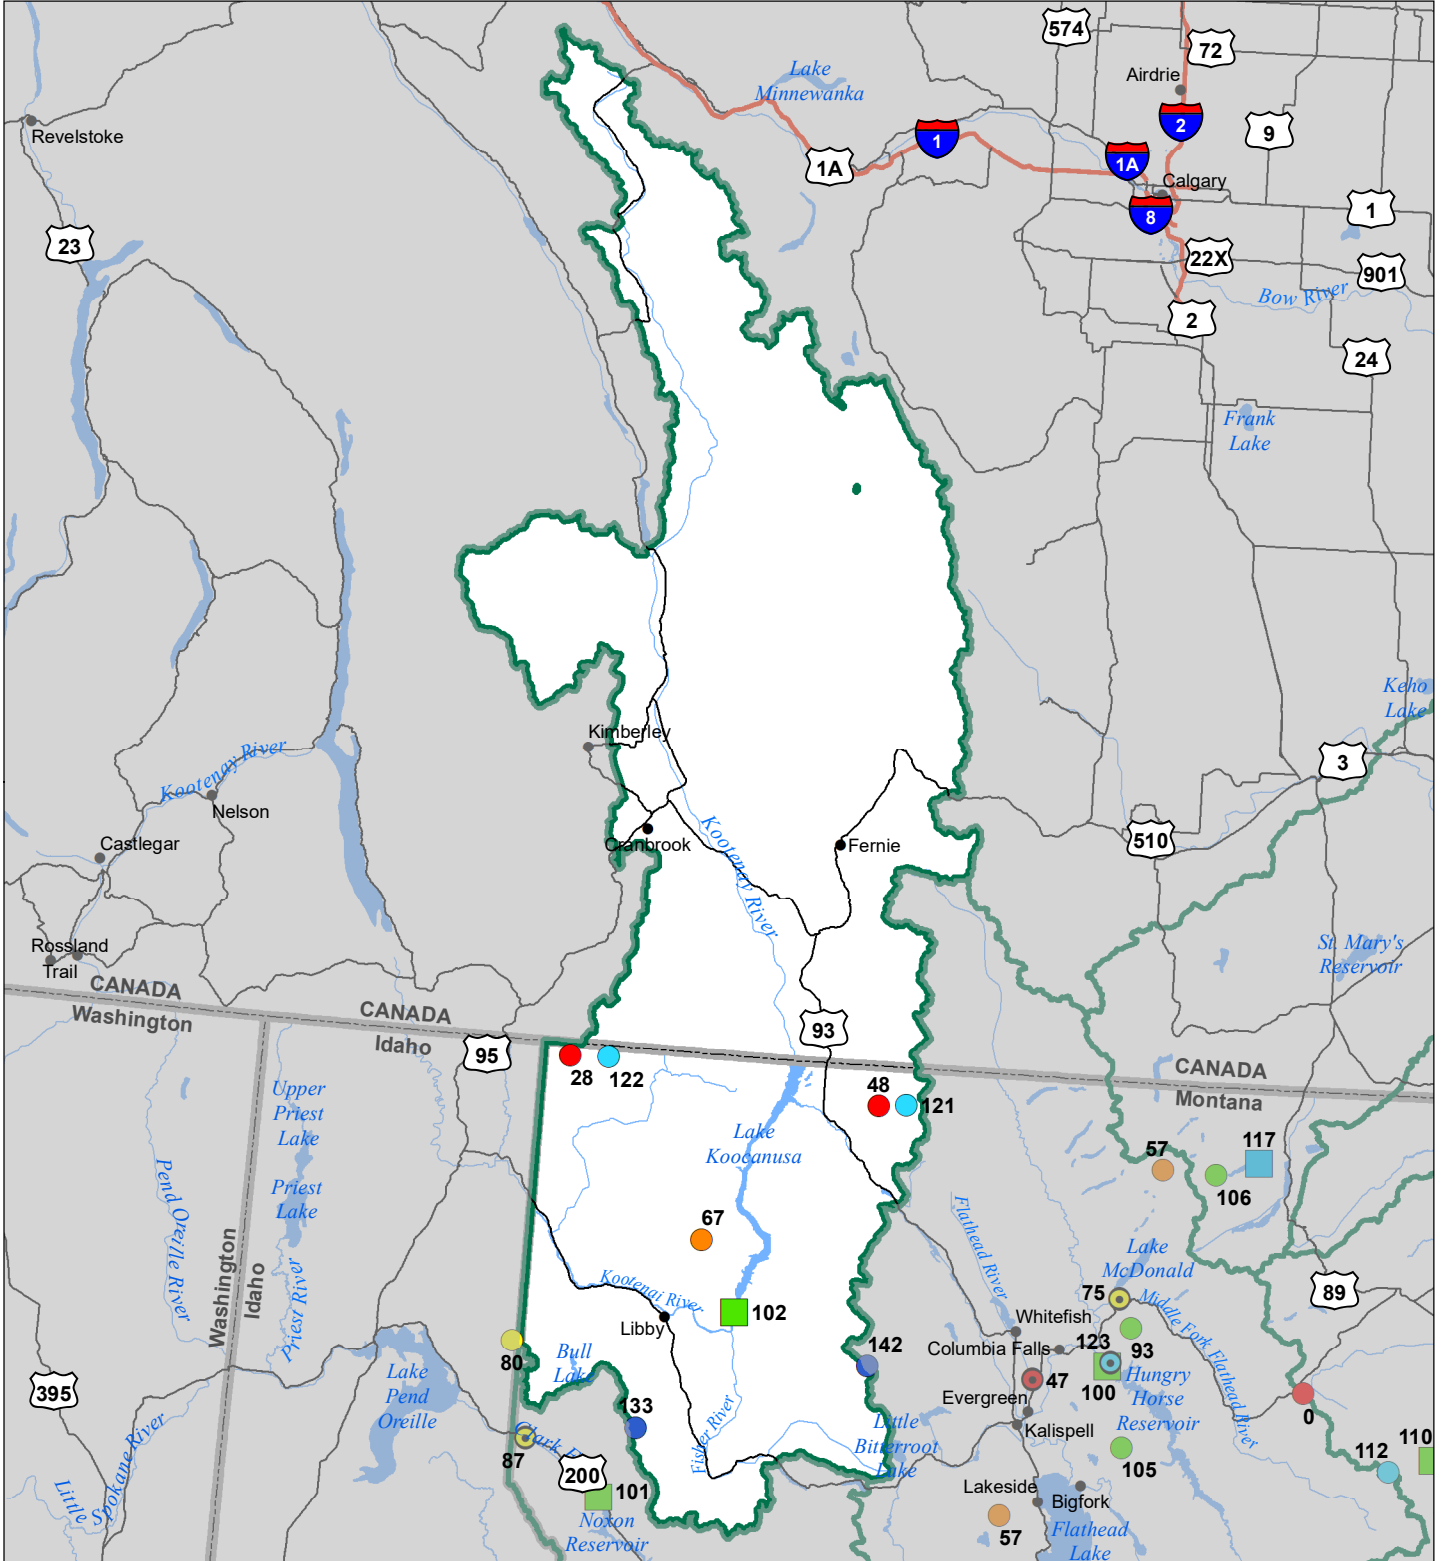 574
72
Airdrie
Lake
Minnewanka
2
9
Revelstoke
1
1A
1A
Calgary
8
1
23
22X
901
Bow River
2
24
Frank
Lake
Keho
Lake
Kimberley
Kootenay River
3
Nelson
Castlegar
Cranbrook
Kootenay River
Fernie
510
Rossland
Trail
St. Mary's
Reservoir
CANADA
Washington
CANADA
Idaho
95
93
CANADA
Montana
28
122
48
121
Upper
Priest
Lake
Lake
Koocanusa
57
117
106
Pend Oreille River
Priest
Lake
67
Flathead River
Washington
Idaho
Priest River
Lake
McDonald
Kootenai River
102
75
Middle Fork Flathead River
89
Libby
Whitefish
Columbia Falls
123
93
80
Bull
Lake
142
100
Hungry
Horse
Reservoir
47
395
Lake
Pend
Oreille
Evergreen
0
133
Fisher River
Little
Bitterroot
Lake
Kalispell
Little
Spokane River
Clark F
87
200
101
105
112
110
Lakeside
Bigfork
Noxon
Reservoir
57
Flathead
Lake